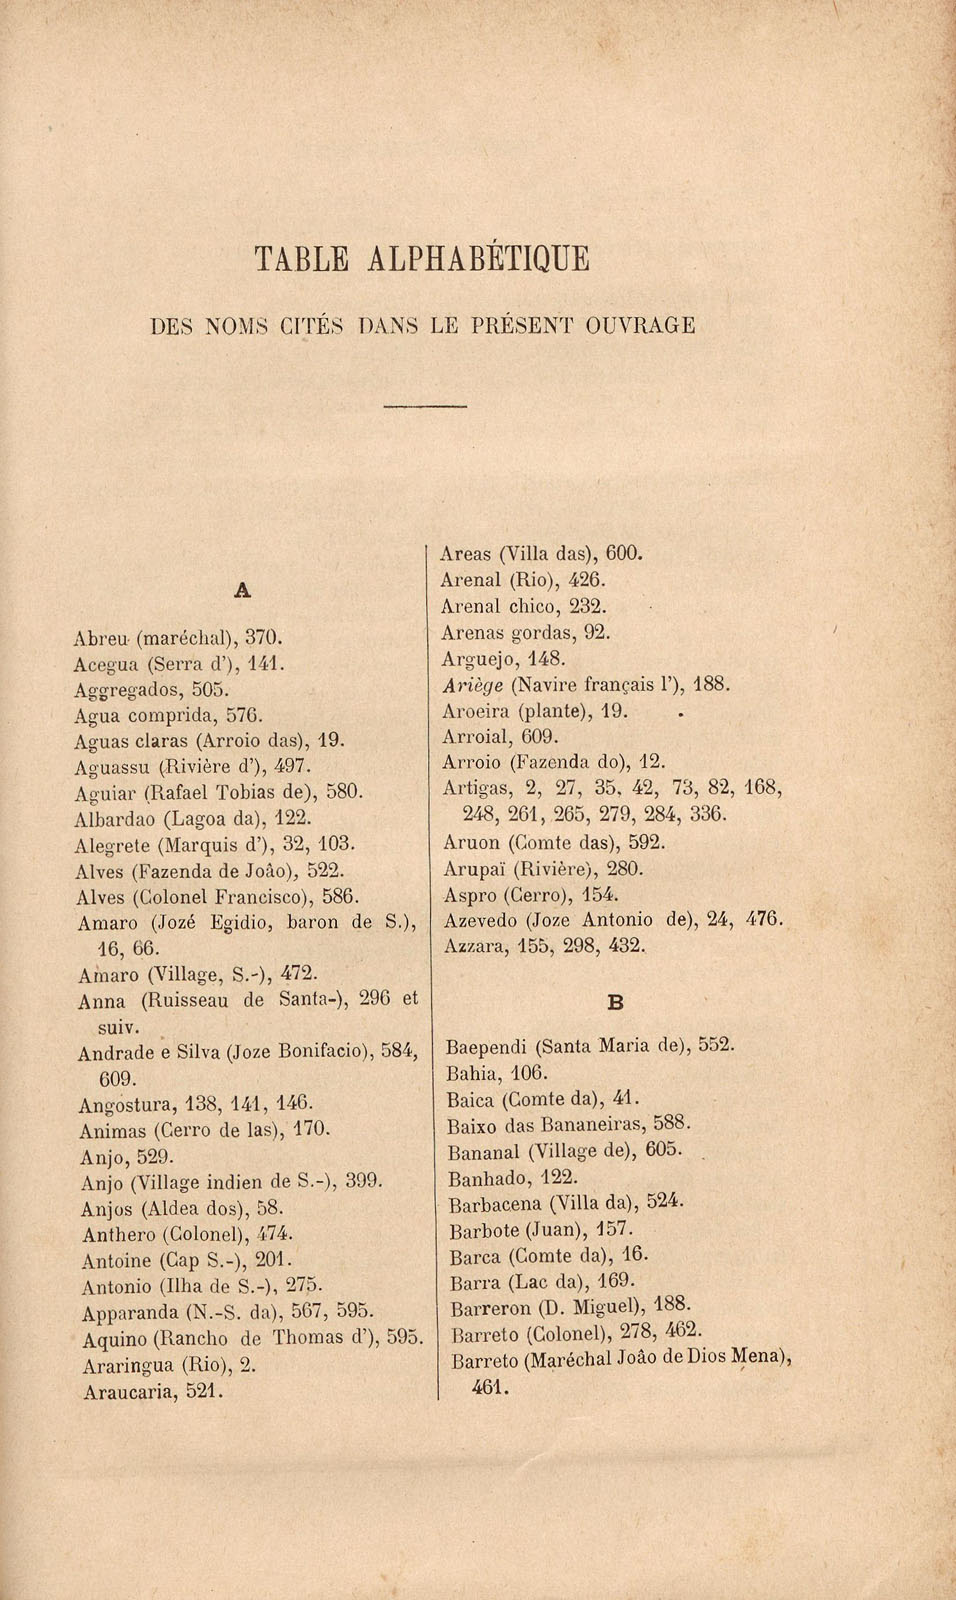 TABLE ALPHABÉTIQUE
DES NOMS CITÉS DANS LE PRÉSENT OUVRAGE
A
Abreu (maréchal), 370.
Acegua (Serra d'), 141.
Aggregados, 505.
Agua comprida, 576.
Aguas claras (Arroio das), 19.
Aguassu (Rivière d'), 497.
Aguiar (Rafael Tobias de), 580.
Albardao (Lagoa da), 122.
Alegrete (Marquis d'), 32, 103.
Alves (Fazenda de Joâo), 522.
Alves (Colonel Francisco), 586.
Amaro (Jozé Egidio, baron de S.),
16, 66.
Amaro (Village, S.-), 472.
Anna (Ruisseau de Santa-), 296 et
suiv.
Andrade e Silva (Joze Bonifacio), 584,
609.
Angostura, 138, 141, 146.
Animas (Cerro de las), 170.
Anjo, 529.
Anjo (Village indien de S.-), 399.
Anjos (Aldea dos), 58.
Anthero (Colonel), 474.
Antoine (Cap S.-), 201.
Antonio (Ilha de S.-), 275.
Apparanda (N.-S. da), 567, 595.
Aquino (Rancho de Thomas d'), 595.
Araringua (Rio), 2.
Araucaria, 521.
Areas (Villa das), 600.
Arenal (Rio), 426.
Arenal chico, 232.
Arenas gordas, 92.
Arguejo, 148.
Ariège (Navire français l'), 188.
Aroeira (plante), 19.
Arroial, 609.
Arroio (Fazenda do), 12.
Artigas, 2, 27, 35, 42, 73, 82, 168,
248, 261, 265, 279, 284, 336.
Aruon (Comte das), 592.
Arupaï (Rivière), 280.
Aspro (Cerro), 154.
Azevedo (Joze Antonio de), 24, 476.
Azzara, 155, 298, 432.
B
Baependi (Santa Maria de), 552.
Bahia, 106.
Baica (Comte da), 41.
Baixo das Bananeiras, 588.
Bananal (Village de), 605.
Banhado, 122.
Barbacena (Villa da), 524.
Barbote (Juan), 157.
Barca (Comte da), 16.
Barra (Lac da), 169.
Barreron (D. Miguel), 188.
Barreto (Colonel), 278, 462.
Barreto (Maréchal Joâo de Dios Mena),
461.